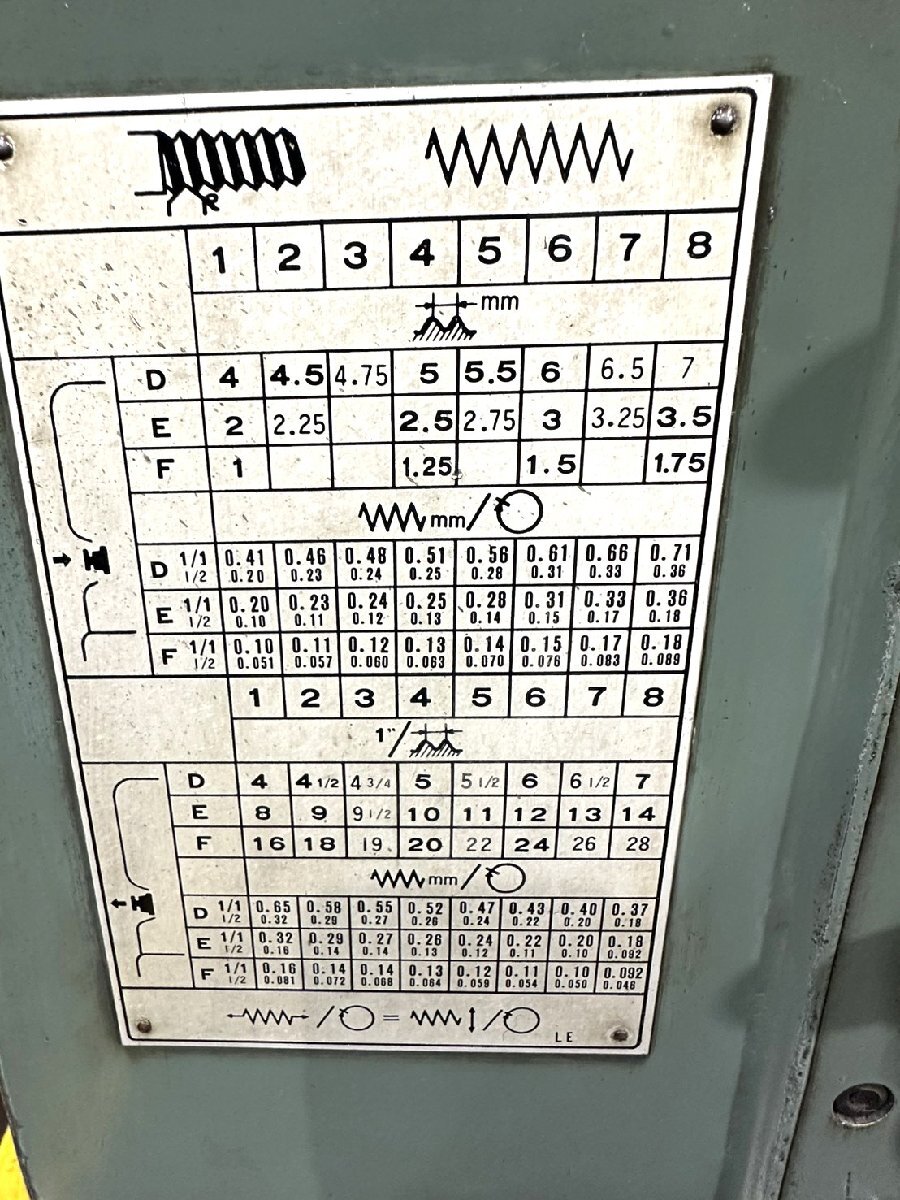 R
1 2 3 4 5 6 7 8
mm
D 4 4.5 4.75 5 5.5 6 6.5 7
E 2 2.25 2.5 2.75 3 3.25 3.5
F 1 1.25 1.5 1.75
mm/
D 1/1 0.41 0.46 0.48 0.51 0.56 0.61 0.66 0.71
1/2 0.20 0.23 0.24 0.25 0.28 0.31 0.33 0.36
E 1/1 0.20 0.23 0.24 0.25 0.28 0.31 0.33 0.36
1/2 0.10 0.11 0.12 0.13 0.14 0.15 0.17 0.18
F 1/1 0.10 0.11 0.12 0.13 0.14 0.15 0.17 0.18
1/2 0.051 0.057 0.060 0.063 0.070 0.076 0.083 0.089
1 2 3 4 5 6 7 8
1"/
D 4 4 1/2 4 3/4 5 5 1/2 6 6 1/2 7
E 8 9 9 1/2 10 11 12 13 14
F 16 18 19 20 22 24 26 28
mm/
D 1/1 0.65 0.58 0.55 0.52 0.47 0.43 0.40 0.37
1/2 0.32 0.29 0.27 0.26 0.24 0.22 0.20 0.18
E 1/1 0.32 0.29 0.27 0.26 0.24 0.22 0.20 0.18
1/2 0.16 0.14 0.14 0.13 0.12 0.11 0.10 0.092
F 1/1 0.16 0.14 0.14 0.13 0.12 0.11 0.10 0.092
1/2 0.081 0.072 0.068 0.064 0.059 0.054 0.050 0.046
/ = /
LE